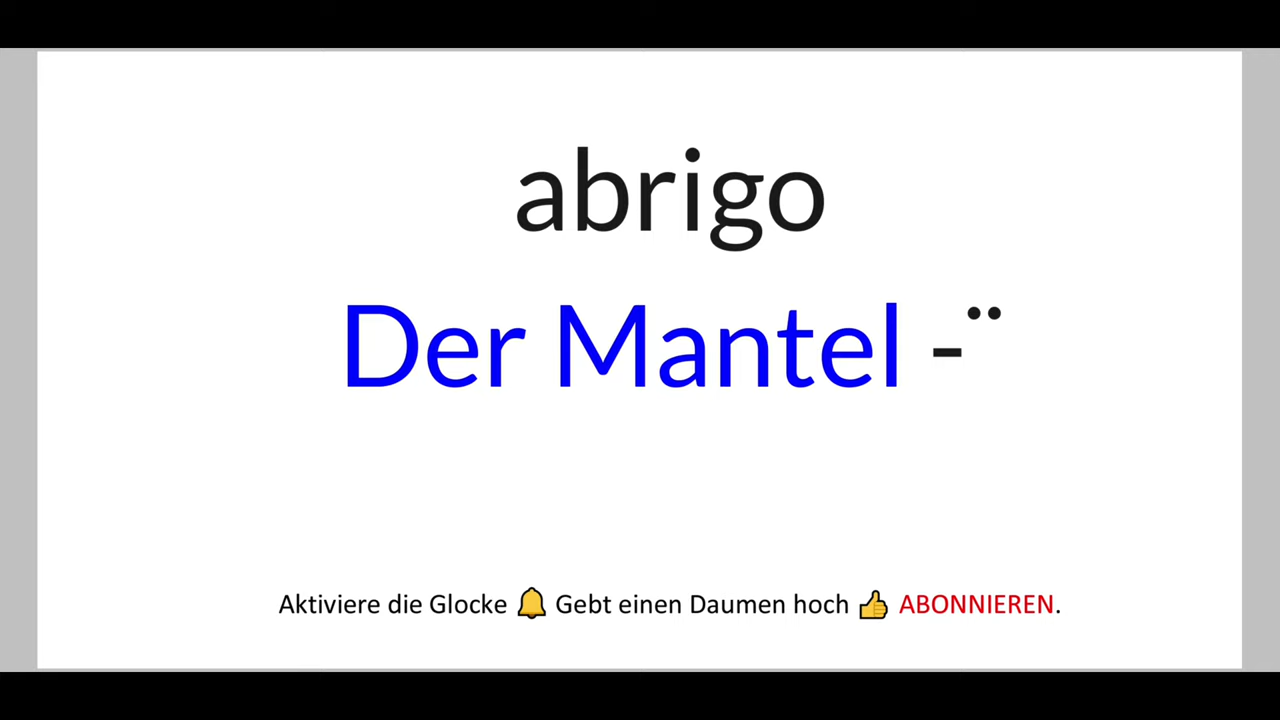 abrigo
Der Mantel -¨
Aktiviere die Glocke 🔔 Gebt einen Daumen hoch 👍 ABONNIEREN.